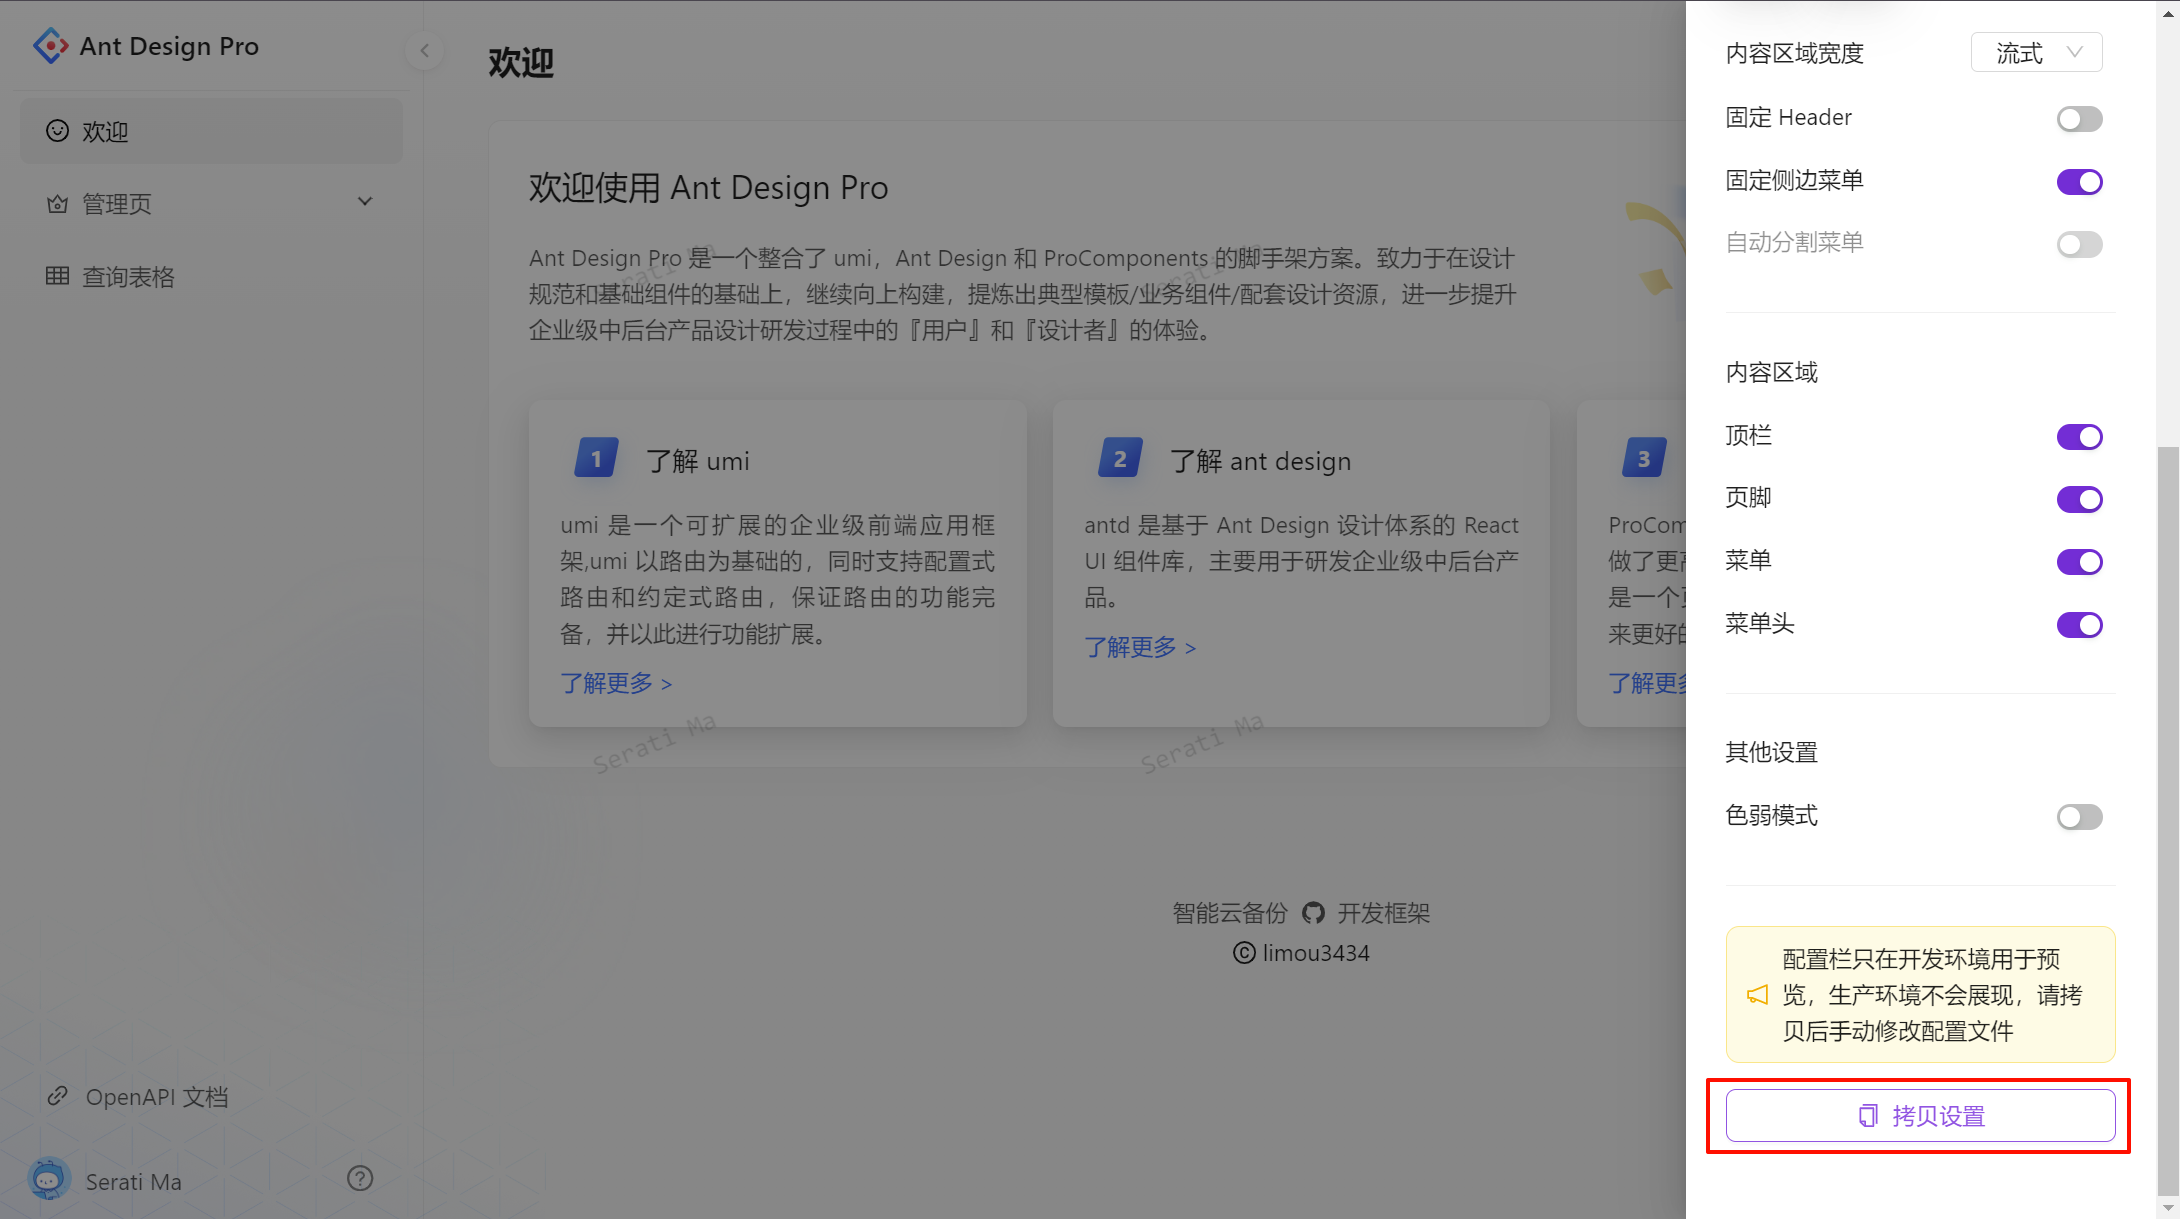 Ant Design Pro
欢迎
管理页
查询表格
OpenAPI 文档
Serati Ma
欢迎
欢迎使用 Ant Design Pro
Ant Design Pro 是一个整合了 umi，Ant Design 和 ProComponents 的脚手架方案。致力于在设计
规范和基础组件的基础上，继续向上构建，提炼出典型模板/业务组件/配套设计资源，进一步提升
企业级中后台产品设计研发过程中的『用户』和『设计者』的体验。
Serati Ma
Serati Ma
1
了解 umi
umi 是一个可扩展的企业级前端应用框
架,umi 以路由为基础的，同时支持配置式
路由和约定式路由，保证路由的功能完
备，并以此进行功能扩展。
了解更多 >
2
了解 ant design
antd 是基于 Ant Design 设计体系的 React
UI 组件库，主要用于研发企业级中后台产
品。
了解更多 >
3
ProCom
做了更高
是一个
来更好的
了解更多
Serati Ma
Serati Ma
智能云备份 开发框架
© limou3434
内容区域宽度
流式
固定 Header
固定侧边菜单
自动分割菜单
内容区域
顶栏
页脚
菜单
菜单头
其他设置
色弱模式
配置栏只在开发环境用于预
览，生产环境不会展现，请拷
贝后手动修改配置文件
拷贝设置